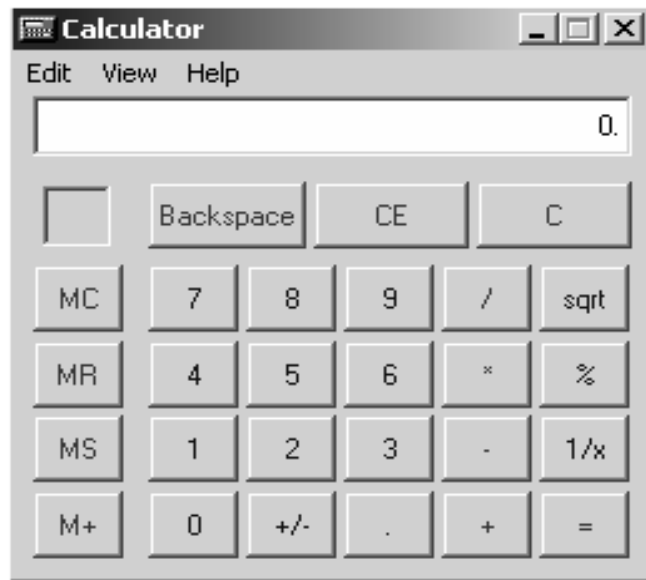 Calculator
Edit View Help
0.
Backspace CE C
MC 7 8 9 / sqrt
MR 4 5 6 * %
MS 1 2 3 - 1/x
M+ 0 +/- . + =